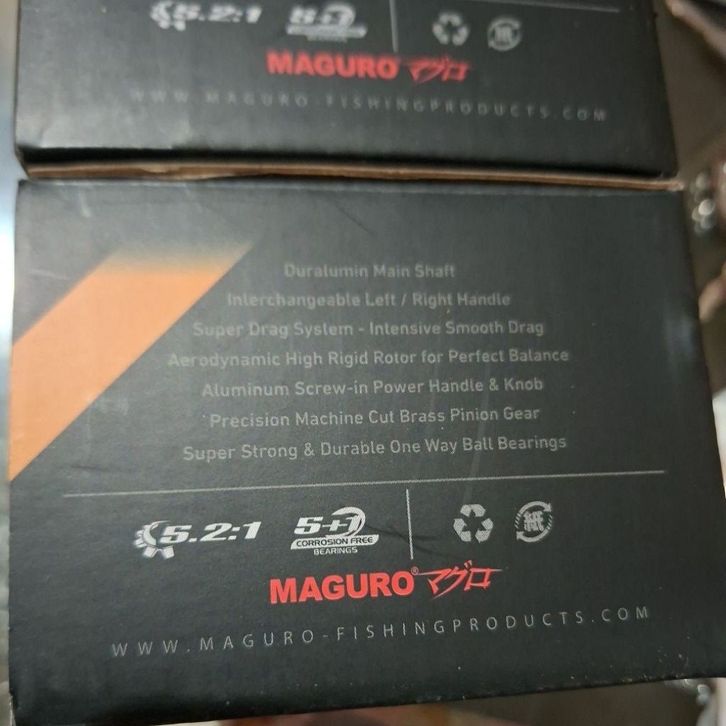 5.2:1 5+1
MAGURO マグロ
WWW.MAGURO-FISHINGPRODUCTS.COM
Duralumin Main Shaft
Interchangeable Left / Right Handle
Super Drag System - Intensive Smooth Drag
Aerodynamic High Rigid Rotor for Perfect Balance
Aluminum Screw-in Power Handle & Knob
Precision Machine Cut Brass Pinion Gear
Super Strong & Durable One Way Ball Bearings
5.2:1 5+1 紙
CORROSION FREE
BEARINGS
MAGURO® マグロ
WWW.MAGURO-FISHINGPRODUCTS.COM